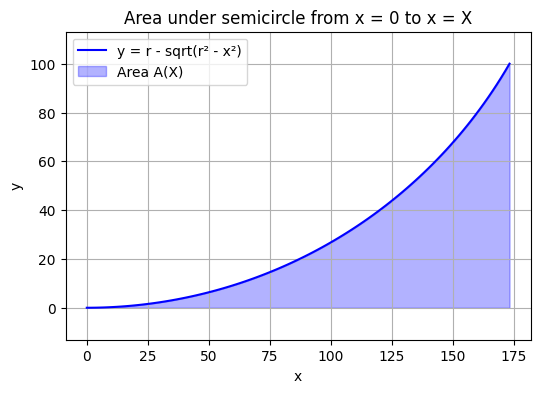 Area under semicircle from x = 0 to x = X
y = r - sqrt(r² - x²)
Area A(X)
100
80
60
40
20
0
y
0 25 50 75 100 125 150 175
x